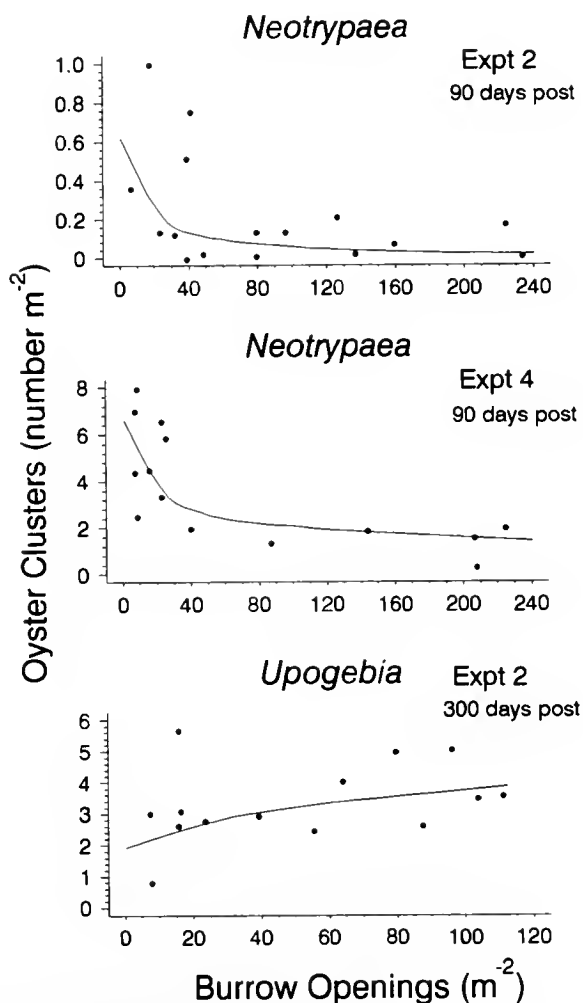 Neotrypaea
Expt 2
90 days post
1.0
0.8
0.6
0.4
0.2
0
0 40 80 120 160 200 240
Neotrypaea
Expt 4
90 days post
8
6
4
2
0
0 40 80 120 160 200 240
Oyster Clusters (number m-2)
Upogebia
Expt 2
300 days post
6
5
4
3
2
1
0
0 20 40 60 80 100 120
Burrow Openings (m-2)